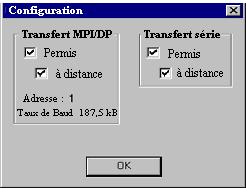 Configuration
Transfert MPI/DP
Permis
à distance
Adresse : 1
Taux de Baud 187,5 kB
Transfert série
Permis
à distance
OK